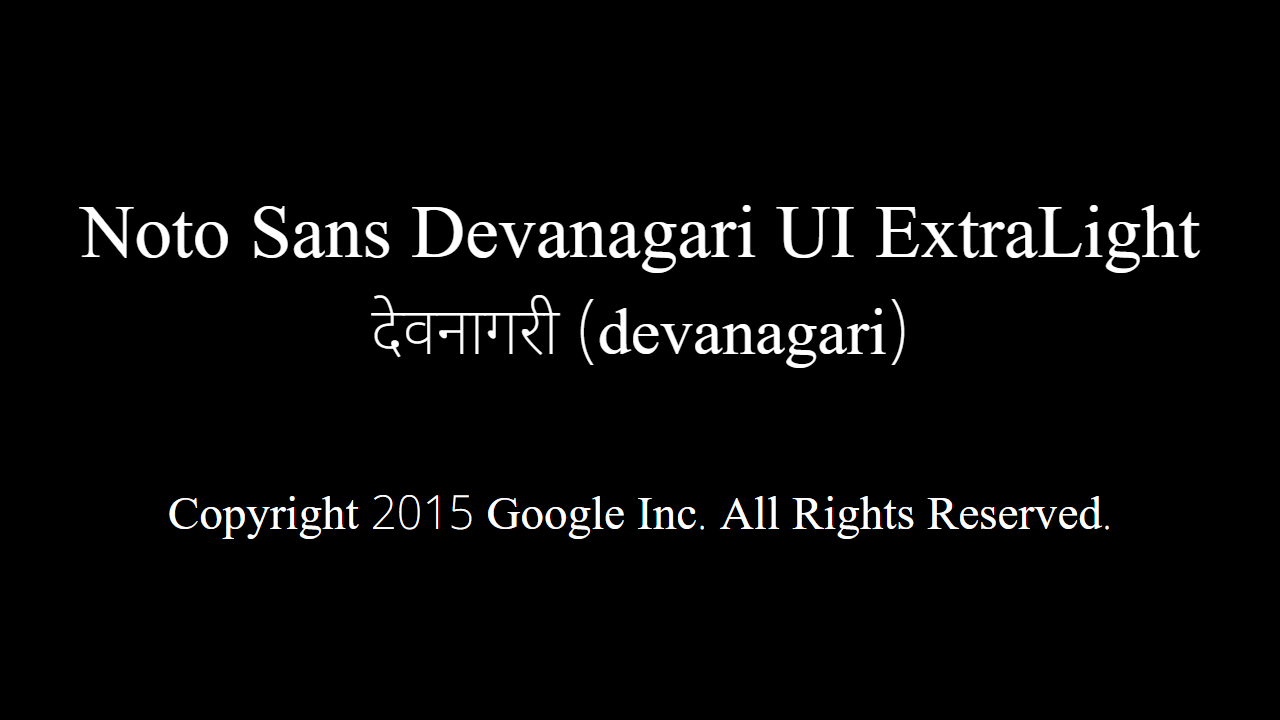 Noto Sans Devanagari UI ExtraLight
देवनागरी (devanagari)
Copyright 2015 Google Inc. All Rights Reserved.